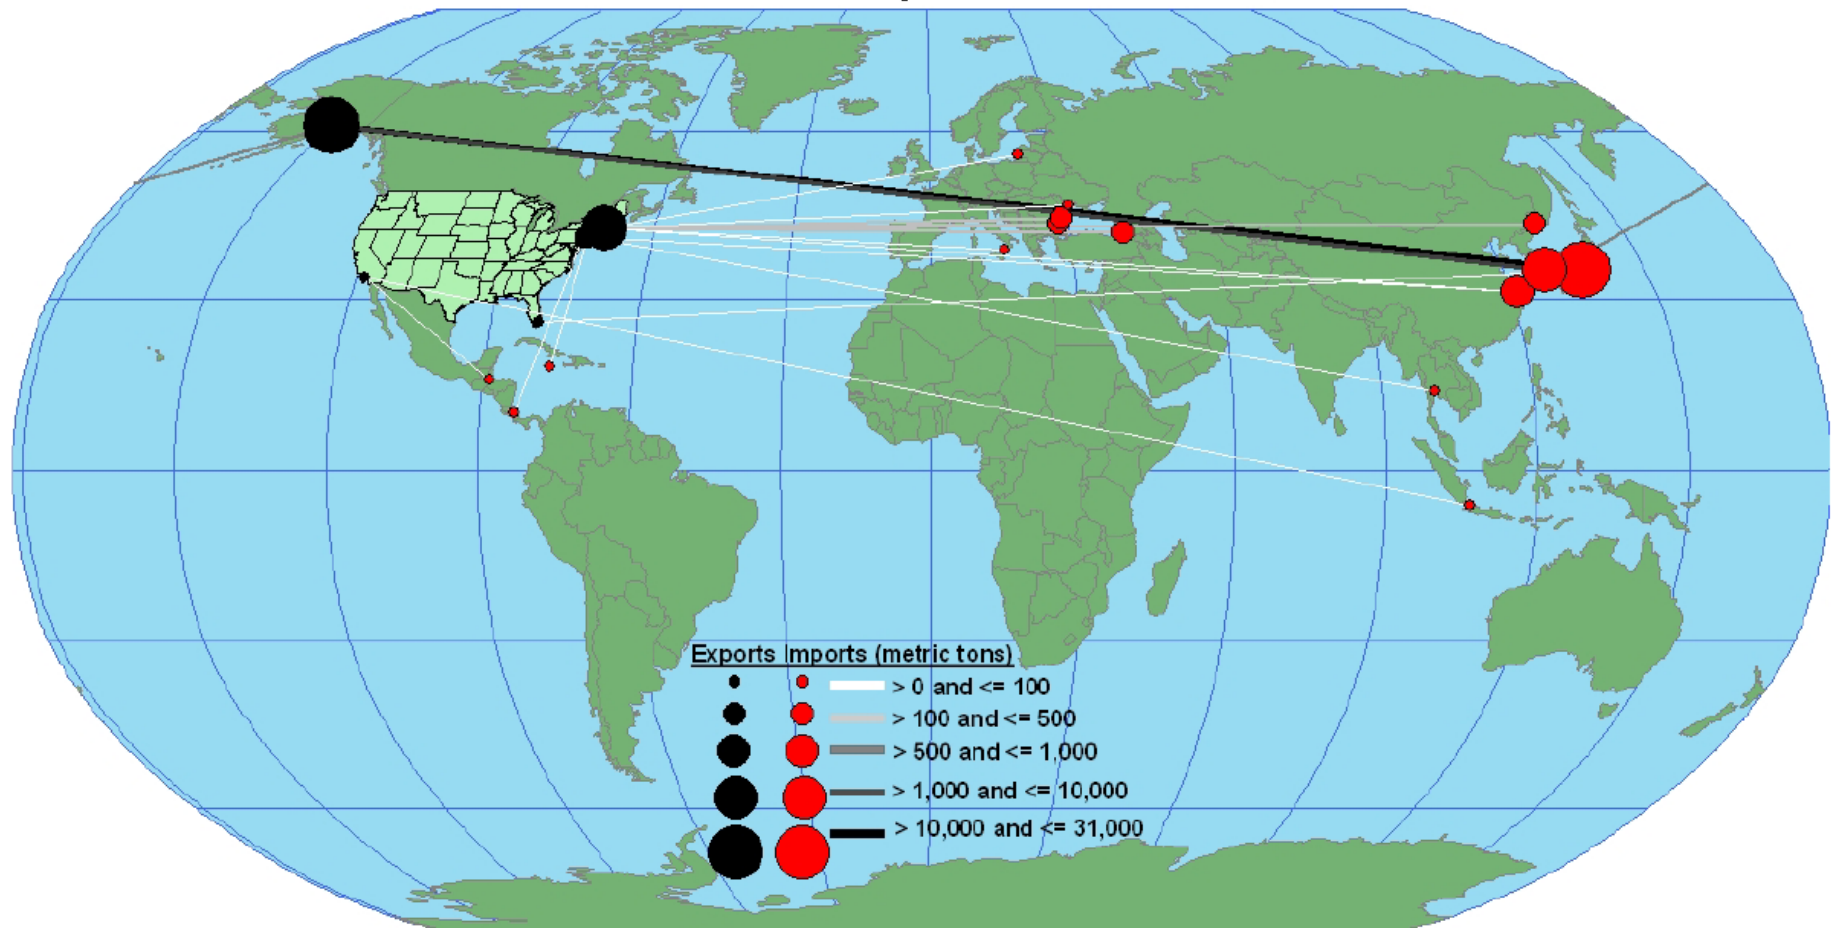 Exports Imports (metric tons)
> 0 and <= 100
> 100 and <= 500
> 500 and <= 1,000
> 1,000 and <= 10,000
> 10,000 and <= 31,000